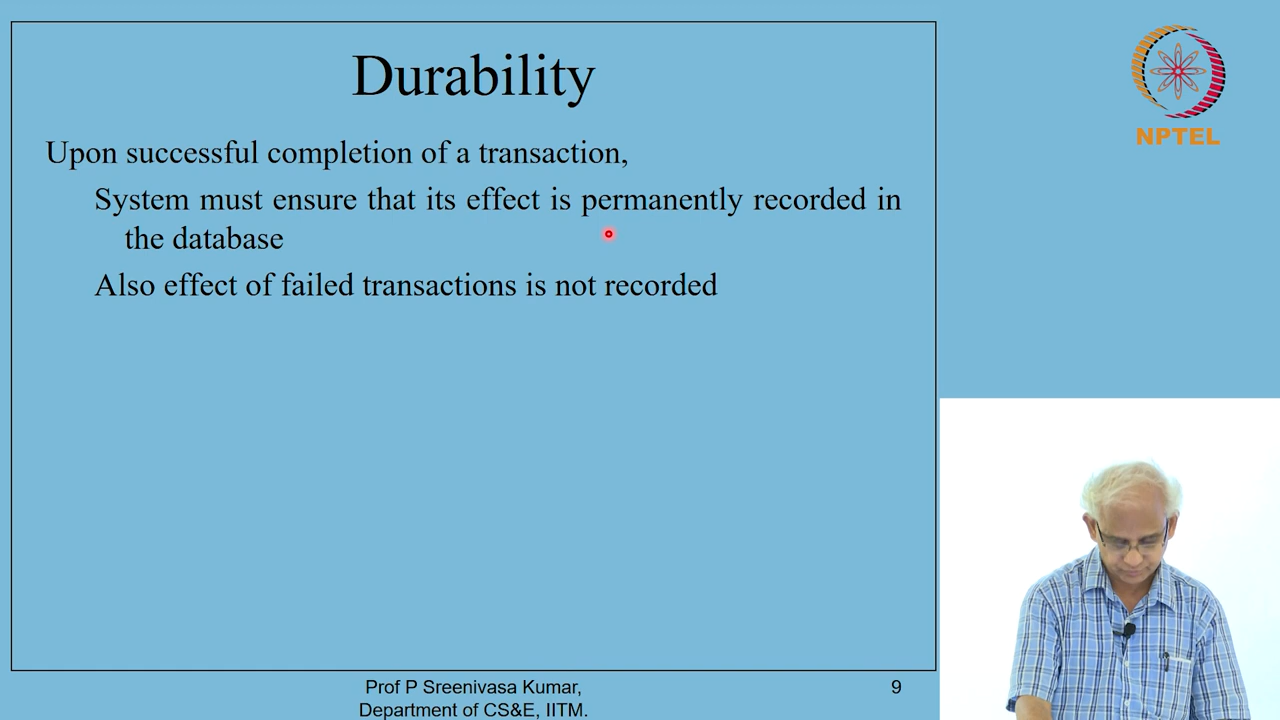 Durability
Upon successful completion of a transaction,
System must ensure that its effect is permanently recorded in
the database
Also effect of failed transactions is not recorded
Prof P Sreenivasa Kumar,
Department of CS&E, IITM.
9
NPTEL